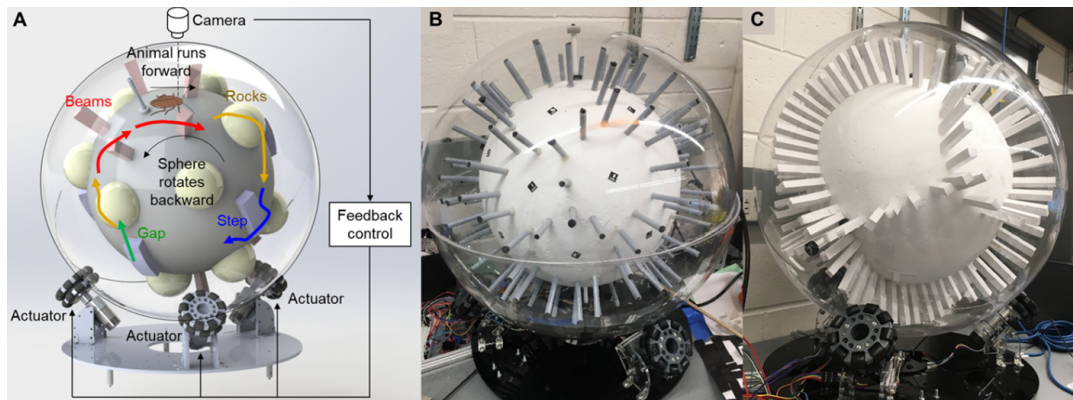 A
Camera
Animal runs
forward
Beams
Rocks
Sphere
rotates
backward
Step
Gap
Feedback
control
Actuator
Actuator
Actuator
B
C